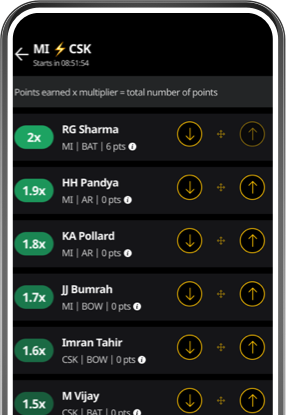 MI ⚡ CSK
Starts in 08:51:54
Points earned x multiplier = total number of points
2x
RG Sharma
MI | BAT | 6 pts
1.9x
HH Pandya
MI | AR | 0 pts
1.8x
KA Pollard
MI | AR | 0 pts
1.7x
JJ Bumrah
MI | BOW | 0 pts
1.6x
Imran Tahir
CSK | BOW | 0 pts
1.5x
M Vijay
CSK | BAT | 0 pts